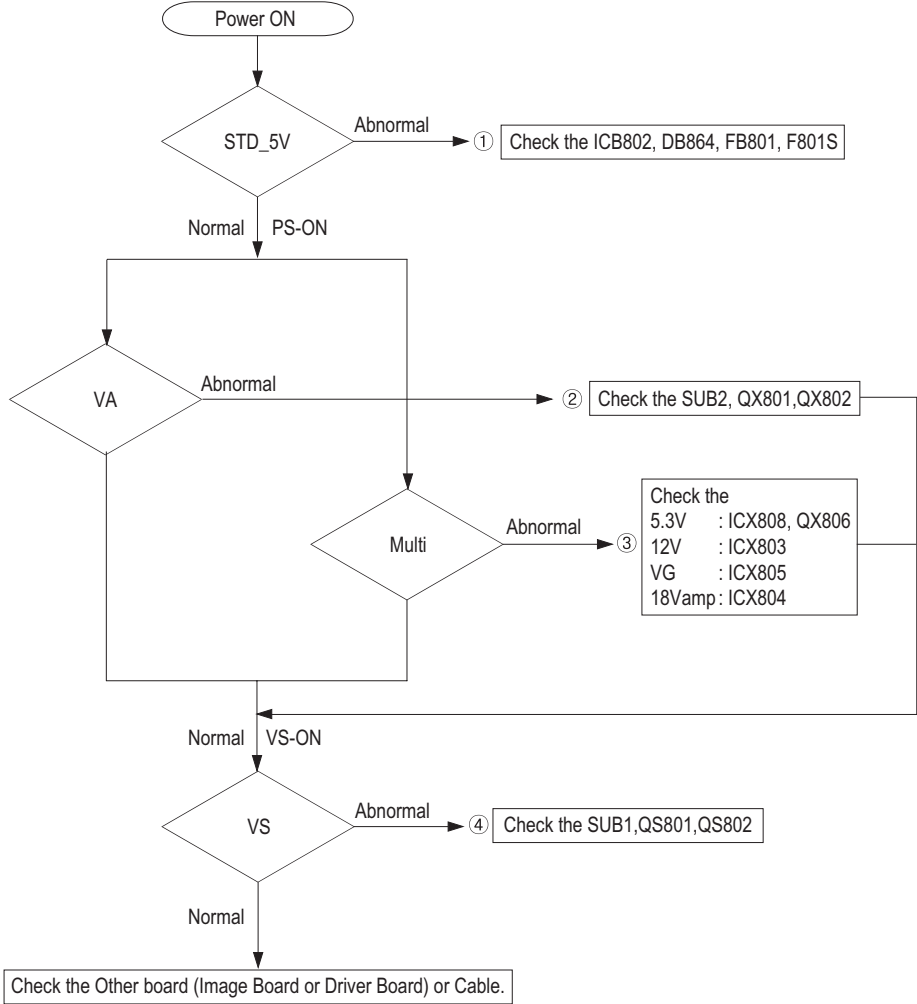 Power ON
STD_5V
Abnormal
① Check the ICB802, DB864, FB801, F801S
Normal PS-ON
VA
Abnormal
② Check the SUB2, QX801,QX802
Multi
Abnormal
③
Check the
5.3V : ICX808, QX806
12V : ICX803
VG : ICX805
18Vamp : ICX804
Normal VS-ON
VS
Abnormal
④ Check the SUB1,QS801,QS802
Normal
Check the Other board (Image Board or Driver Board) or Cable.